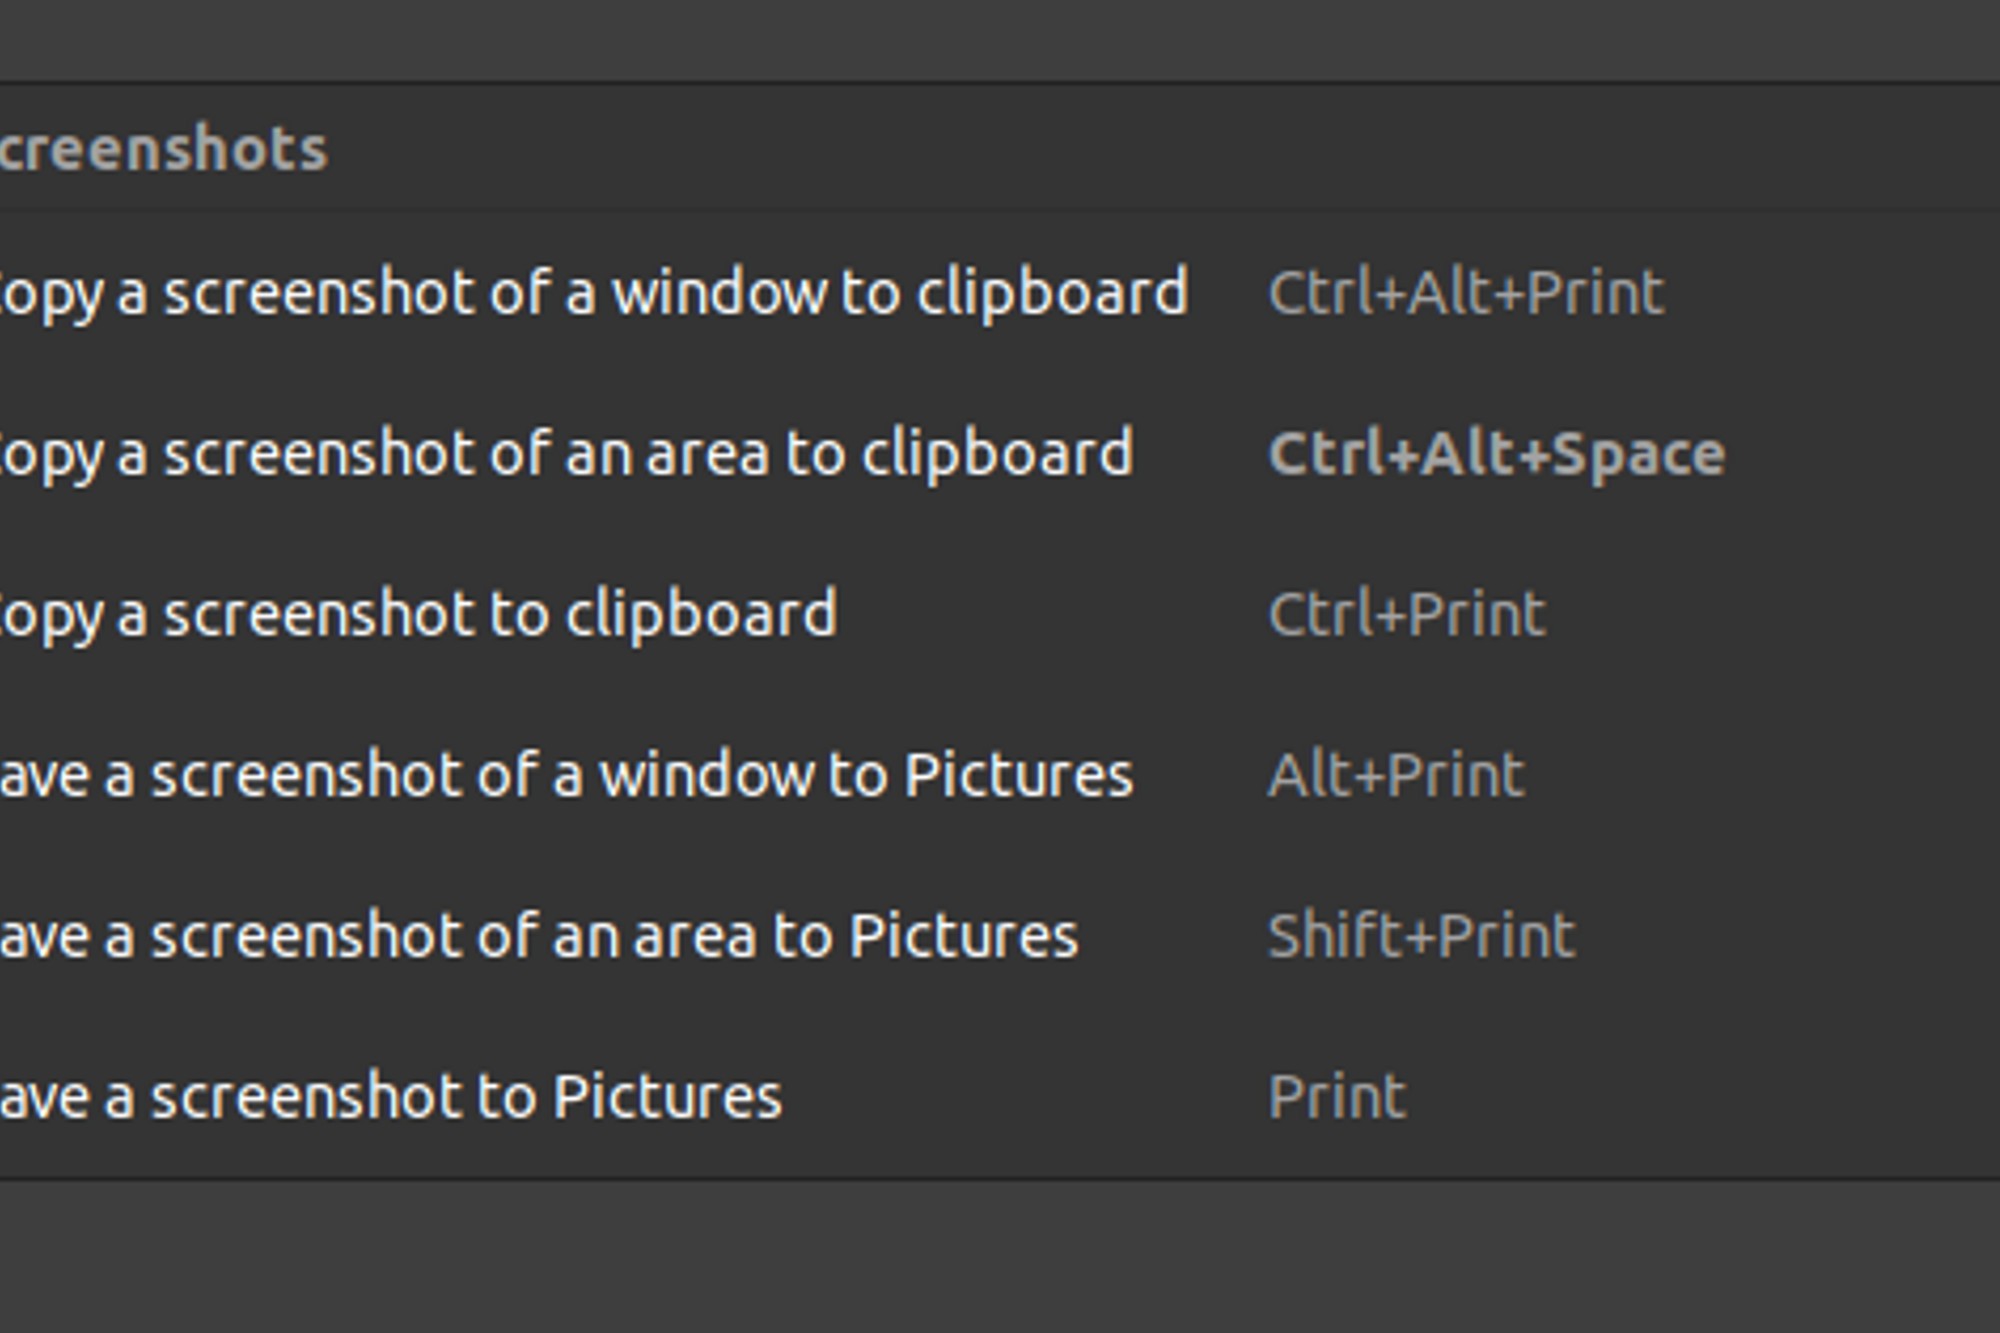 creenshots
opy a screenshot of a window to clipboard Ctrl+Alt+Print
opy a screenshot of an area to clipboard Ctrl+Alt+Space
opy a screenshot to clipboard Ctrl+Print
ave a screenshot of a window to Pictures Alt+Print
ave a screenshot of an area to Pictures Shift+Print
ave a screenshot to Pictures Print